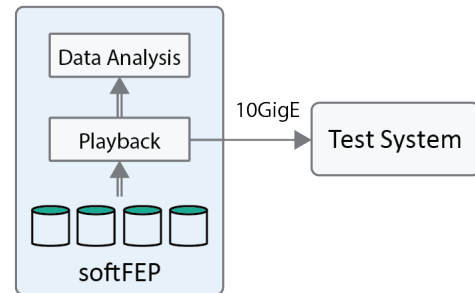 Data Analysis
10GigE
Playback
Test System
softFEP